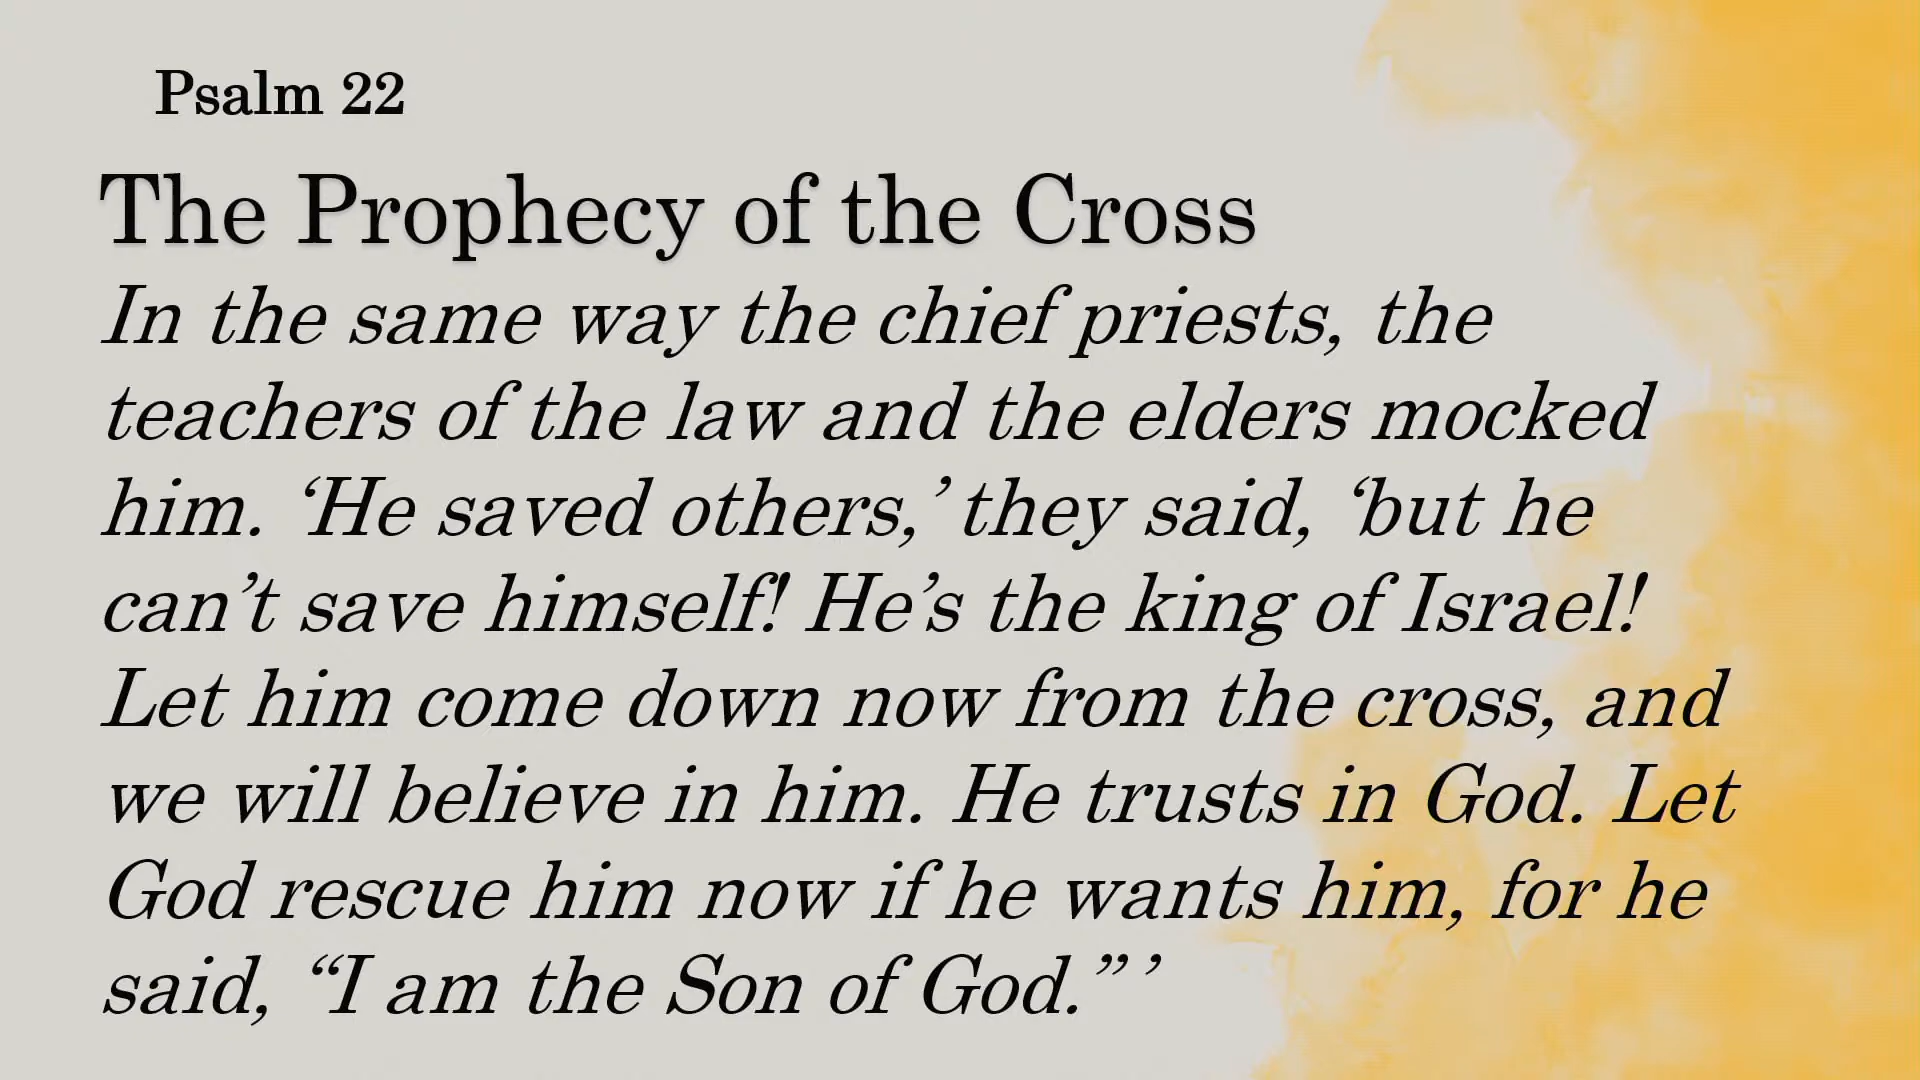 Psalm 22
The Prophecy of the Cross
In the same way the chief priests, the
teachers of the law and the elders mocked
him. ‘He saved others,’ they said, ‘but he
can’t save himself! He’s the king of Israel!
Let him come down now from the cross, and
we will believe in him. He trusts in God. Let
God rescue him now if he wants him, for he
said, “I am the Son of God.” ’